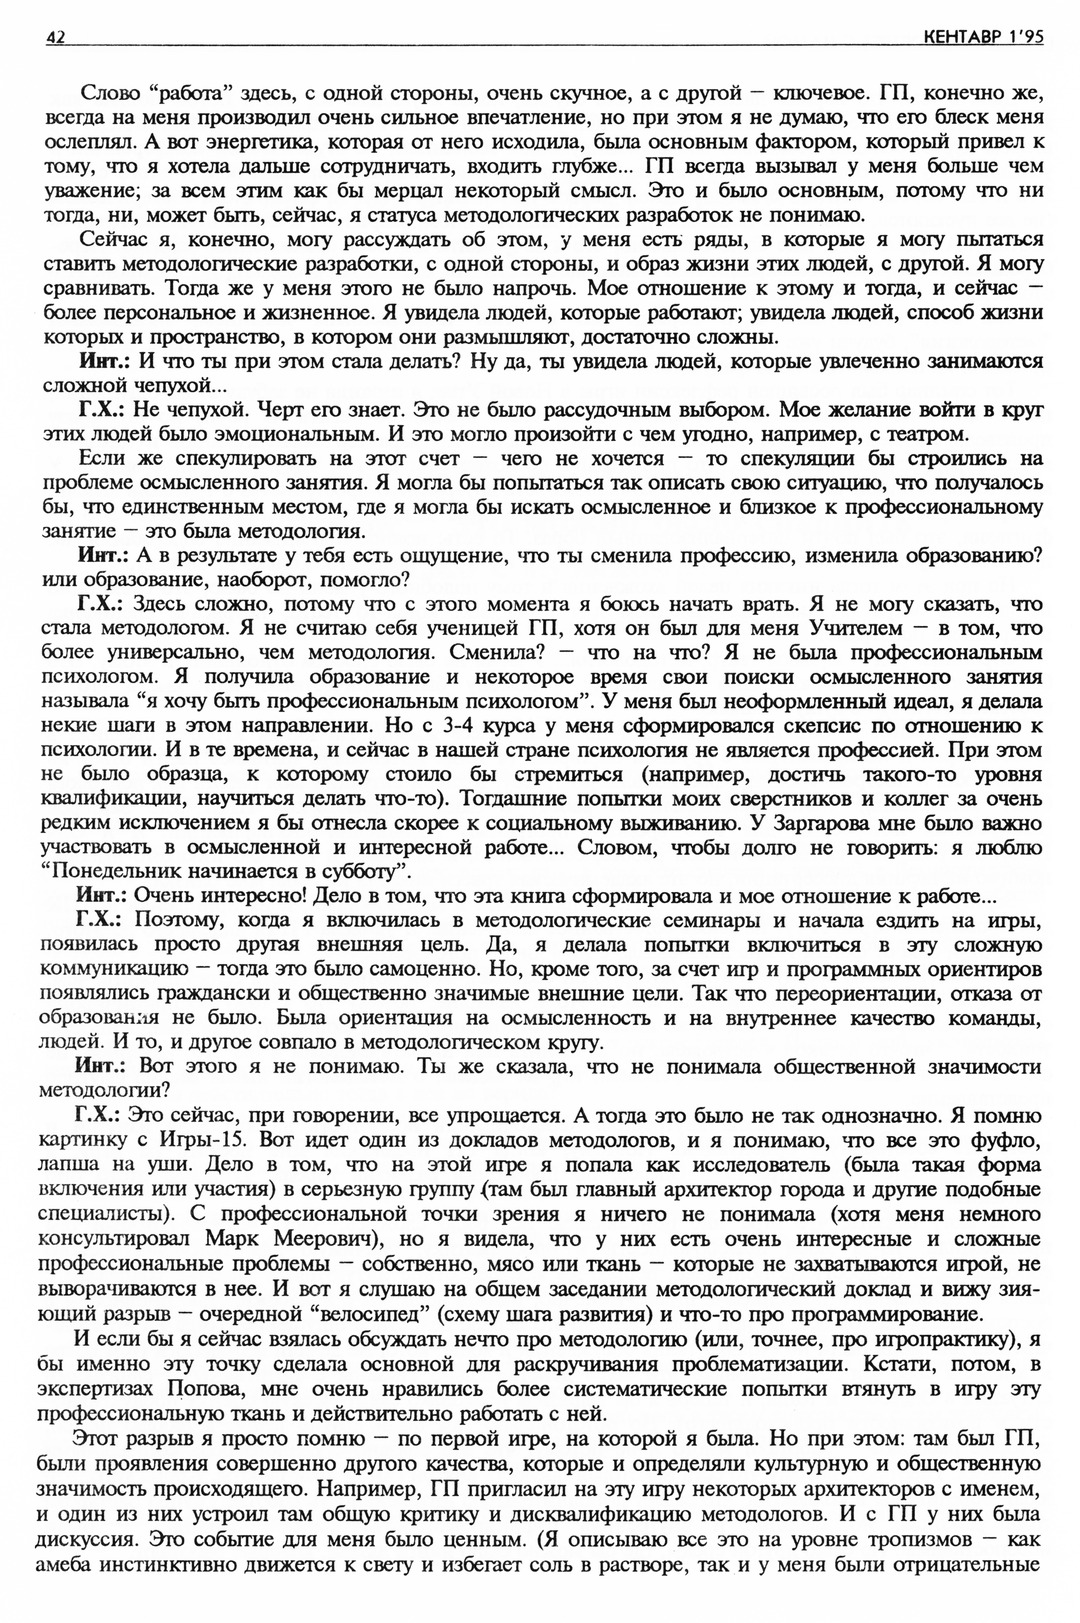 42 КЕНТАВР 1'95
Слово “работа” здесь, с одной стороны, очень скучное, а с другой — ключевое. ГП, конечно же,
всегда на меня производил очень сильное впечатление, но при этом я не думаю, что его блеск меня
ослеплял. А вот энергетика, которая от него исходила, была основным фактором, который привел к
тому, что я хотела дальше сотрудничать, входить глубже... ГП всегда вызывал у меня больше чем
уважение; за всем этим как бы мерцал некоторый смысл. Это и было основным, потому что ни
тогда, ни, может быть, сейчас, я статуса методологических разработок не понимаю.
Сейчас я, конечно, могу рассуждать об этом, у меня есть ряды, в которые я могу пытаться
ставить методологические разработки, с одной стороны, и образ жизни этих людей, с другой. Я могу
сравнивать. Тогда же у меня этого не было напрочь. Мое отношение к этому и тогда, и сейчас —
более персональное и жизненное. Я увидела людей, которые работают; увидела людей, способ жизни
которых и пространство, в котором они размышляют, достаточно сложны.
Инт.: И что ты при этом стала делать? Ну да, ты увидела людей, которые увлеченно занимаются
сложной чепухой...
Г.Х.: Не чепухой. Черт его знает. Это не было рассудочным выбором. Мое желание войти в круг
этих людей было эмоциональным. И это могло произойти с чем угодно, например, с театром.
Если же спекулировать на этот счет — чего не хочется — то спекуляции бы строились на
проблеме осмысленного занятия. Я могла бы попытаться так описать свою ситуацию, что получалось
бы, что единственным местом, где я могла бы искать осмысленное и близкое к профессиональному
занятие — это была методология.
Инт.: А в результате у тебя есть ощущение, что ты сменила профессию, изменила образованию?
или образование, наоборот, помогло?
Г.Х.: Здесь сложно, потому что с этого момента я боюсь начать врать. Я не могу сказать, что
стала методологом. Я не считаю себя ученицей ГП, хотя он был для меня Учителем — в том, что
более универсально, чем методология. Сменила? — что на что? Я не была профессиональным
психологом. Я получила образование и некоторое время свои поиски осмысленного занятия
называла “я хочу быть профессиональным психологом”. У меня был неоформленный идеал, я делала
некие шаги в этом направлении. Но с 3-4 курса у меня сформировался скепсис по отношению к
психологии. И в те времена, и сейчас в нашей стране психология не является профессией. При этом
не было образца, к которому стоило бы стремиться (например, достичь такого-то уровня
квалификации, научиться делать что-то). Тогдашние попытки моих сверстников и коллег за очень
редким исключением я бы отнесла скорее к социальному выживанию. У Заргарова мне было важно
участвовать в осмысленной и интересной работе... Словом, чтобы долго не говорить: я люблю
“Понедельник начинается в субботу”.
Инт.: Очень интересно! Дело в том, что эта книга сформировала и мое отношение к работе...
Г.Х.: Поэтому, когда я включилась в методологические семинары и начала ездить на игры,
появилась просто другая внешняя цель. Да, я делала попытки включиться в эту сложную
коммуникацию — тогда это было самоценно. Но, кроме того, за счет игр и программных ориентиров
появлялись граждански и общественно значимые внешние цели. Так что переориентации, отказа от
образования не было. Была ориентация на осмысленность и на внутреннее качество команды,
людей. И то, и другое совпало в методологическом кругу.
Инт.: Вот этого я не понимаю. Ты же сказала, что не понимала общественной значимости
методологии?
Г.Х.: Это сейчас, при говорении, все упрощается. А тогда это было не так однозначно. Я помню
картинку с Игры-15. Вот идет один из докладов методологов, и я понимаю, что все это фуфло,
лапша на уши. Дело в том, что на этой игре я попала как исследователь (была такая форма
включения или участия) в серьезную группу (там был главный архитектор города и другие подобные
специалисты). С профессиональной точки зрения я ничего не понимала (хотя меня немного
консультировал Марк Меерович), но я видела, что у них есть очень интересные и сложные
профессиональные проблемы — собственно, мясо или ткань — которые не захватываются игрой, не
выворачиваются в нее. И вот я слушаю на общем заседании методологический доклад и вижу зия-
ющий разрыв — очередной “велосипед” (схему шага развития) и что-то про программирование.
И если бы я сейчас взялась обсуждать нечто про методологию (или, точнее, про игропрактику), я
бы именно эту точку сделала основной для раскручивания проблематизации. Кстати, потом, в
экспертизах Попова, мне очень нравились более систематические попытки втянуть в игру эту
профессиональную ткань и действительно работать с ней.
Этот разрыв я просто помню — по первой игре, на которой я была. Но при этом: там был ГП,
были проявления совершенно другого качества, которые и определяли культурную и общественную
значимость происходящего. Например, ГП пригласил на эту игру некоторых архитекторов с именем,
и один из них устроил там общую критику и дисквалификацию методологов. И с ГП у них была
дискуссия. Это событие для меня было ценным. (Я описываю все это на уровне тропизмов — как
амеба инстинктивно движется к свету и избегает соль в растворе, так и у меня были отрицательные